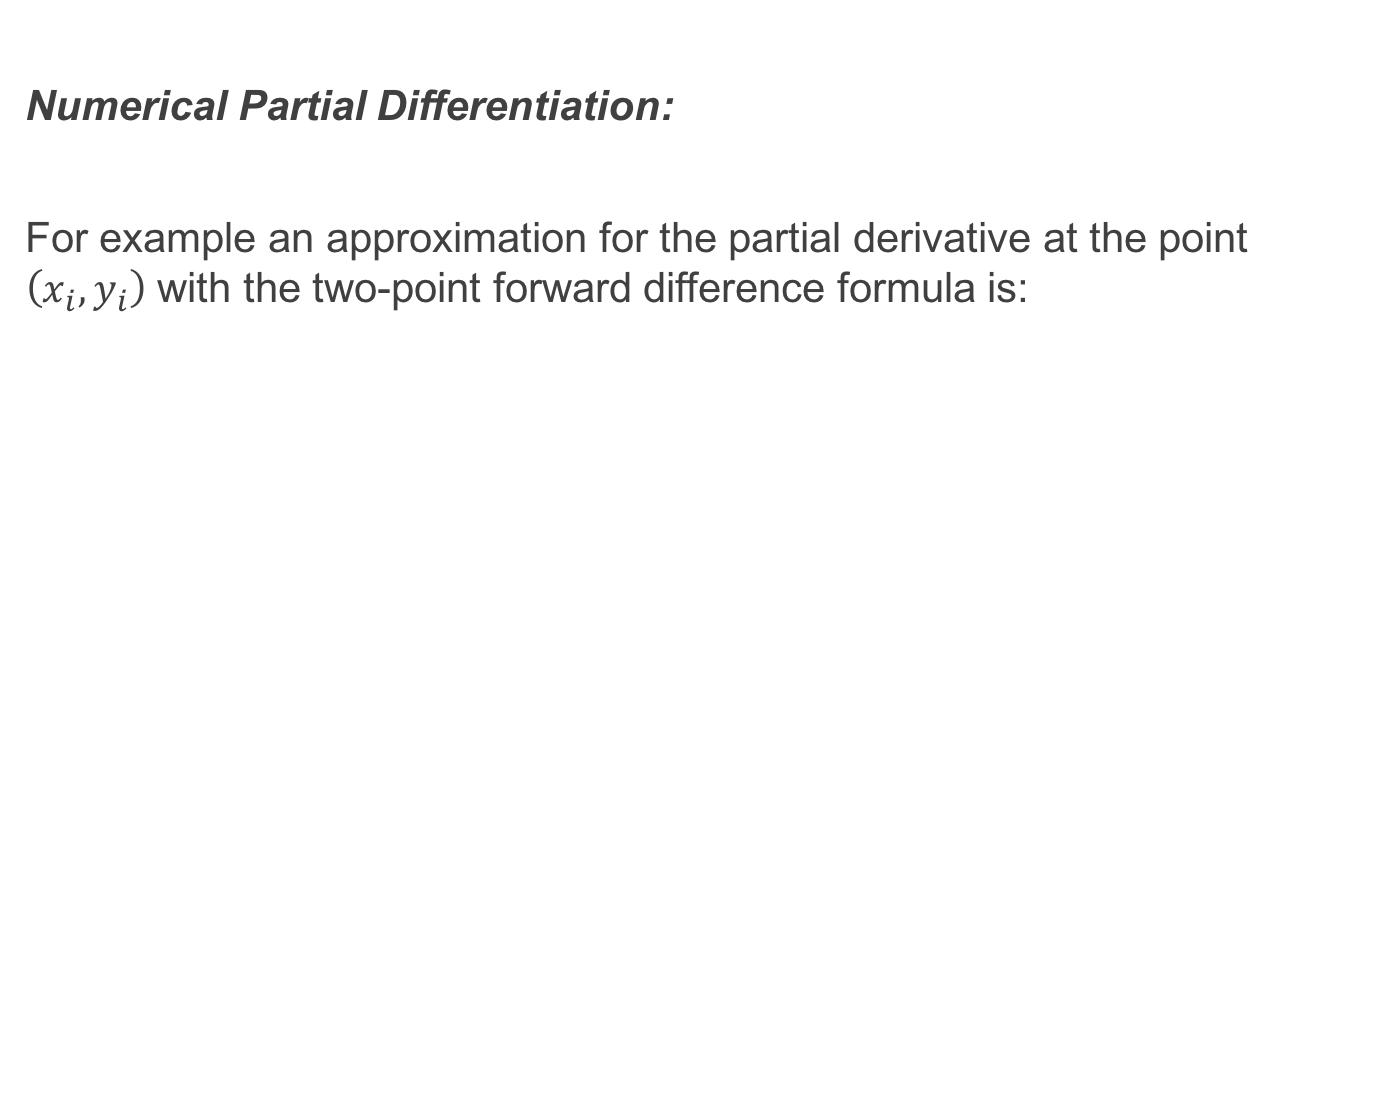 Numerical Partial Differentiation:
For example an approximation for the partial derivative at the point
(xᵢ, yᵢ) with the two-point forward difference formula is: